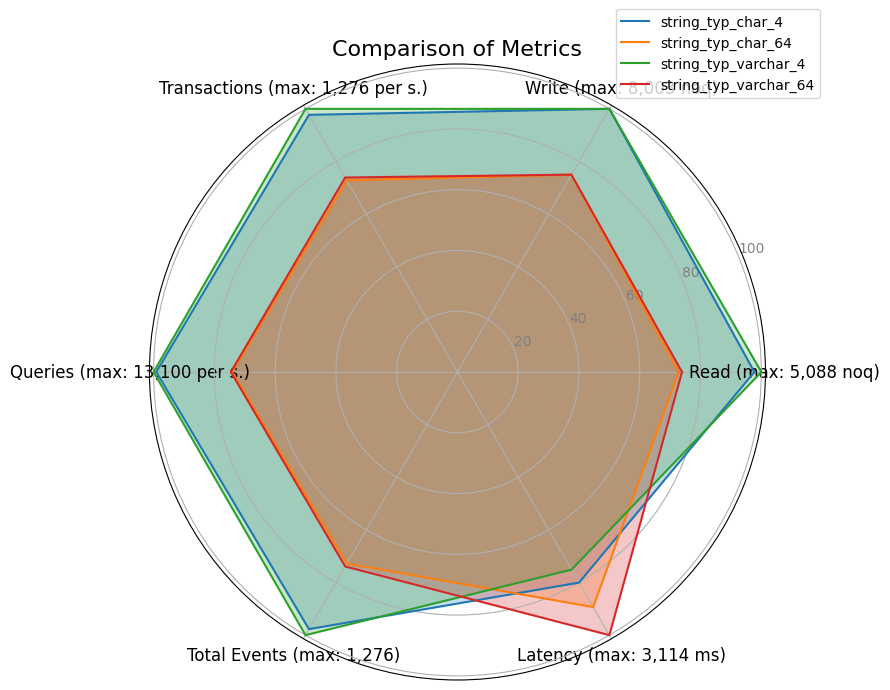 string_typ_char_4
string_typ_char_64
string_typ_varchar_4
string_typ_varchar_64
Comparison of Metrics
Transactions (max: 1,276 per s.)
Write (max: noq)
100
80
60
40
20
Queries (max: 13,100 per s.)
Read (max: 5,088 noq)
Total Events (max: 1,276)
Latency (max: 3,114 ms)